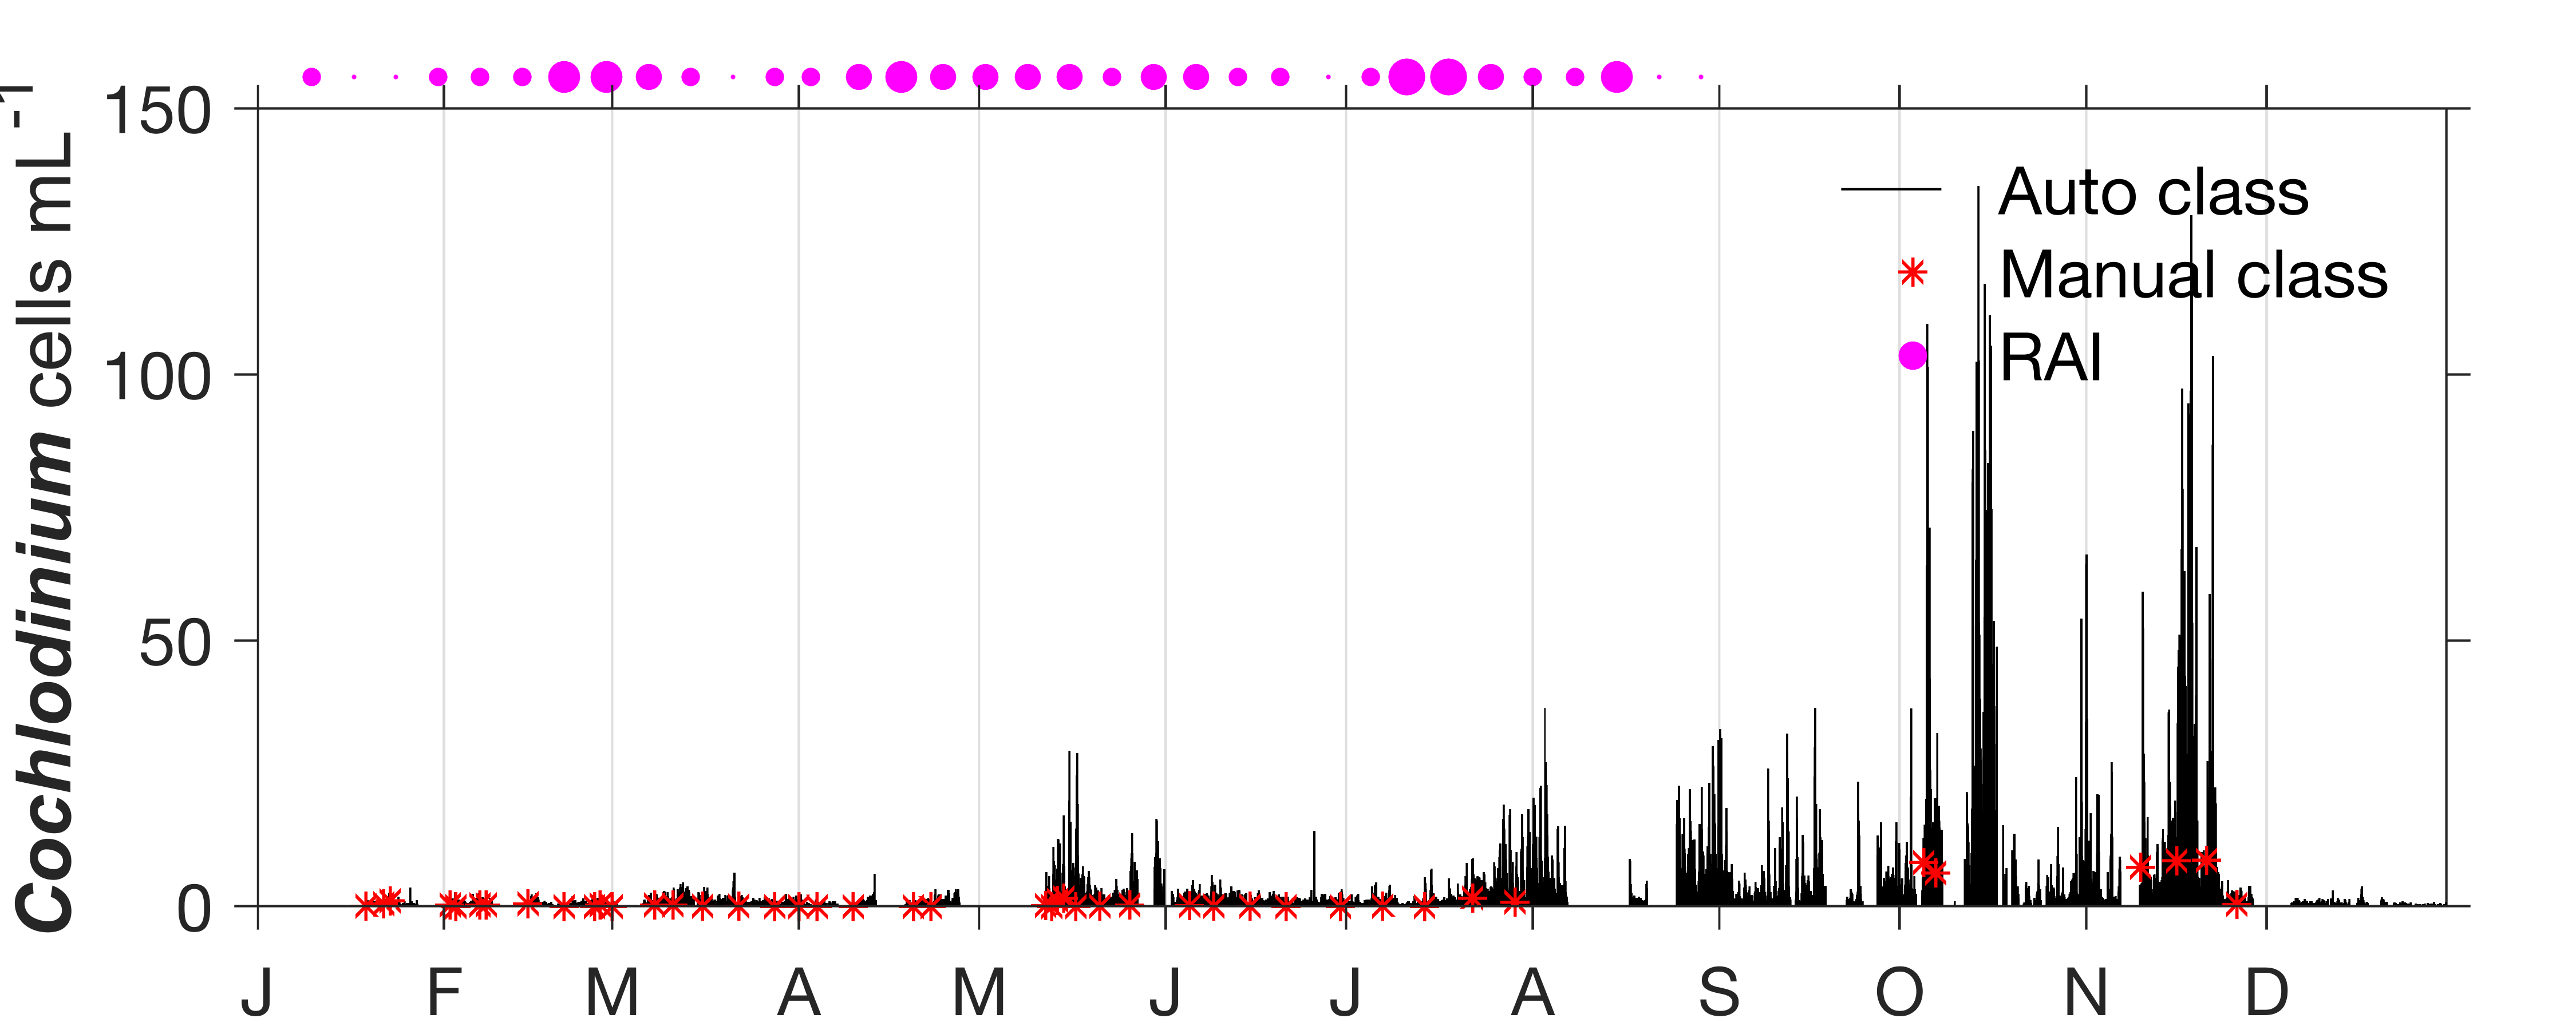 Cochlodinium cells mL-1
150
100
50
0
Auto class
Manual class
RAI
J F M A M J J A S O N D